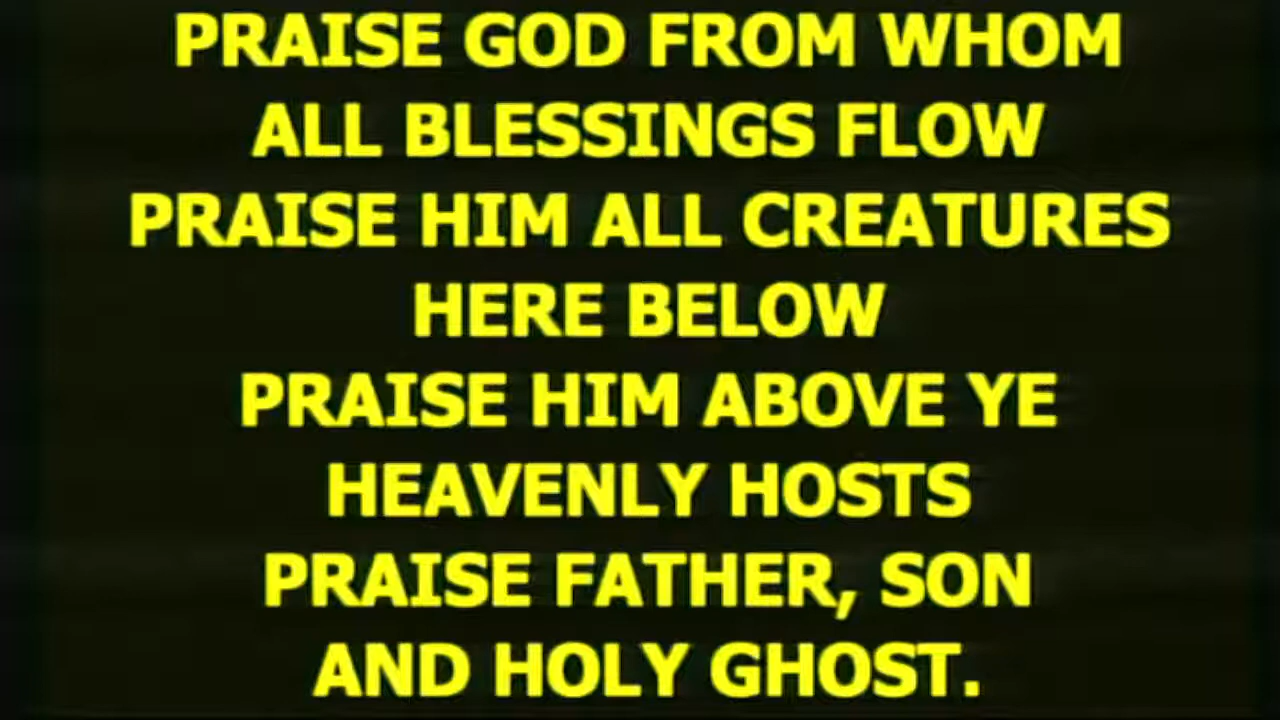 PRAISE GOD FROM WHOM
ALL BLESSINGS FLOW
PRAISE HIM ALL CREATURES
HERE BELOW
PRAISE HIM ABOVE YE
HEAVENLY HOSTS
PRAISE FATHER, SON
AND HOLY GHOST.